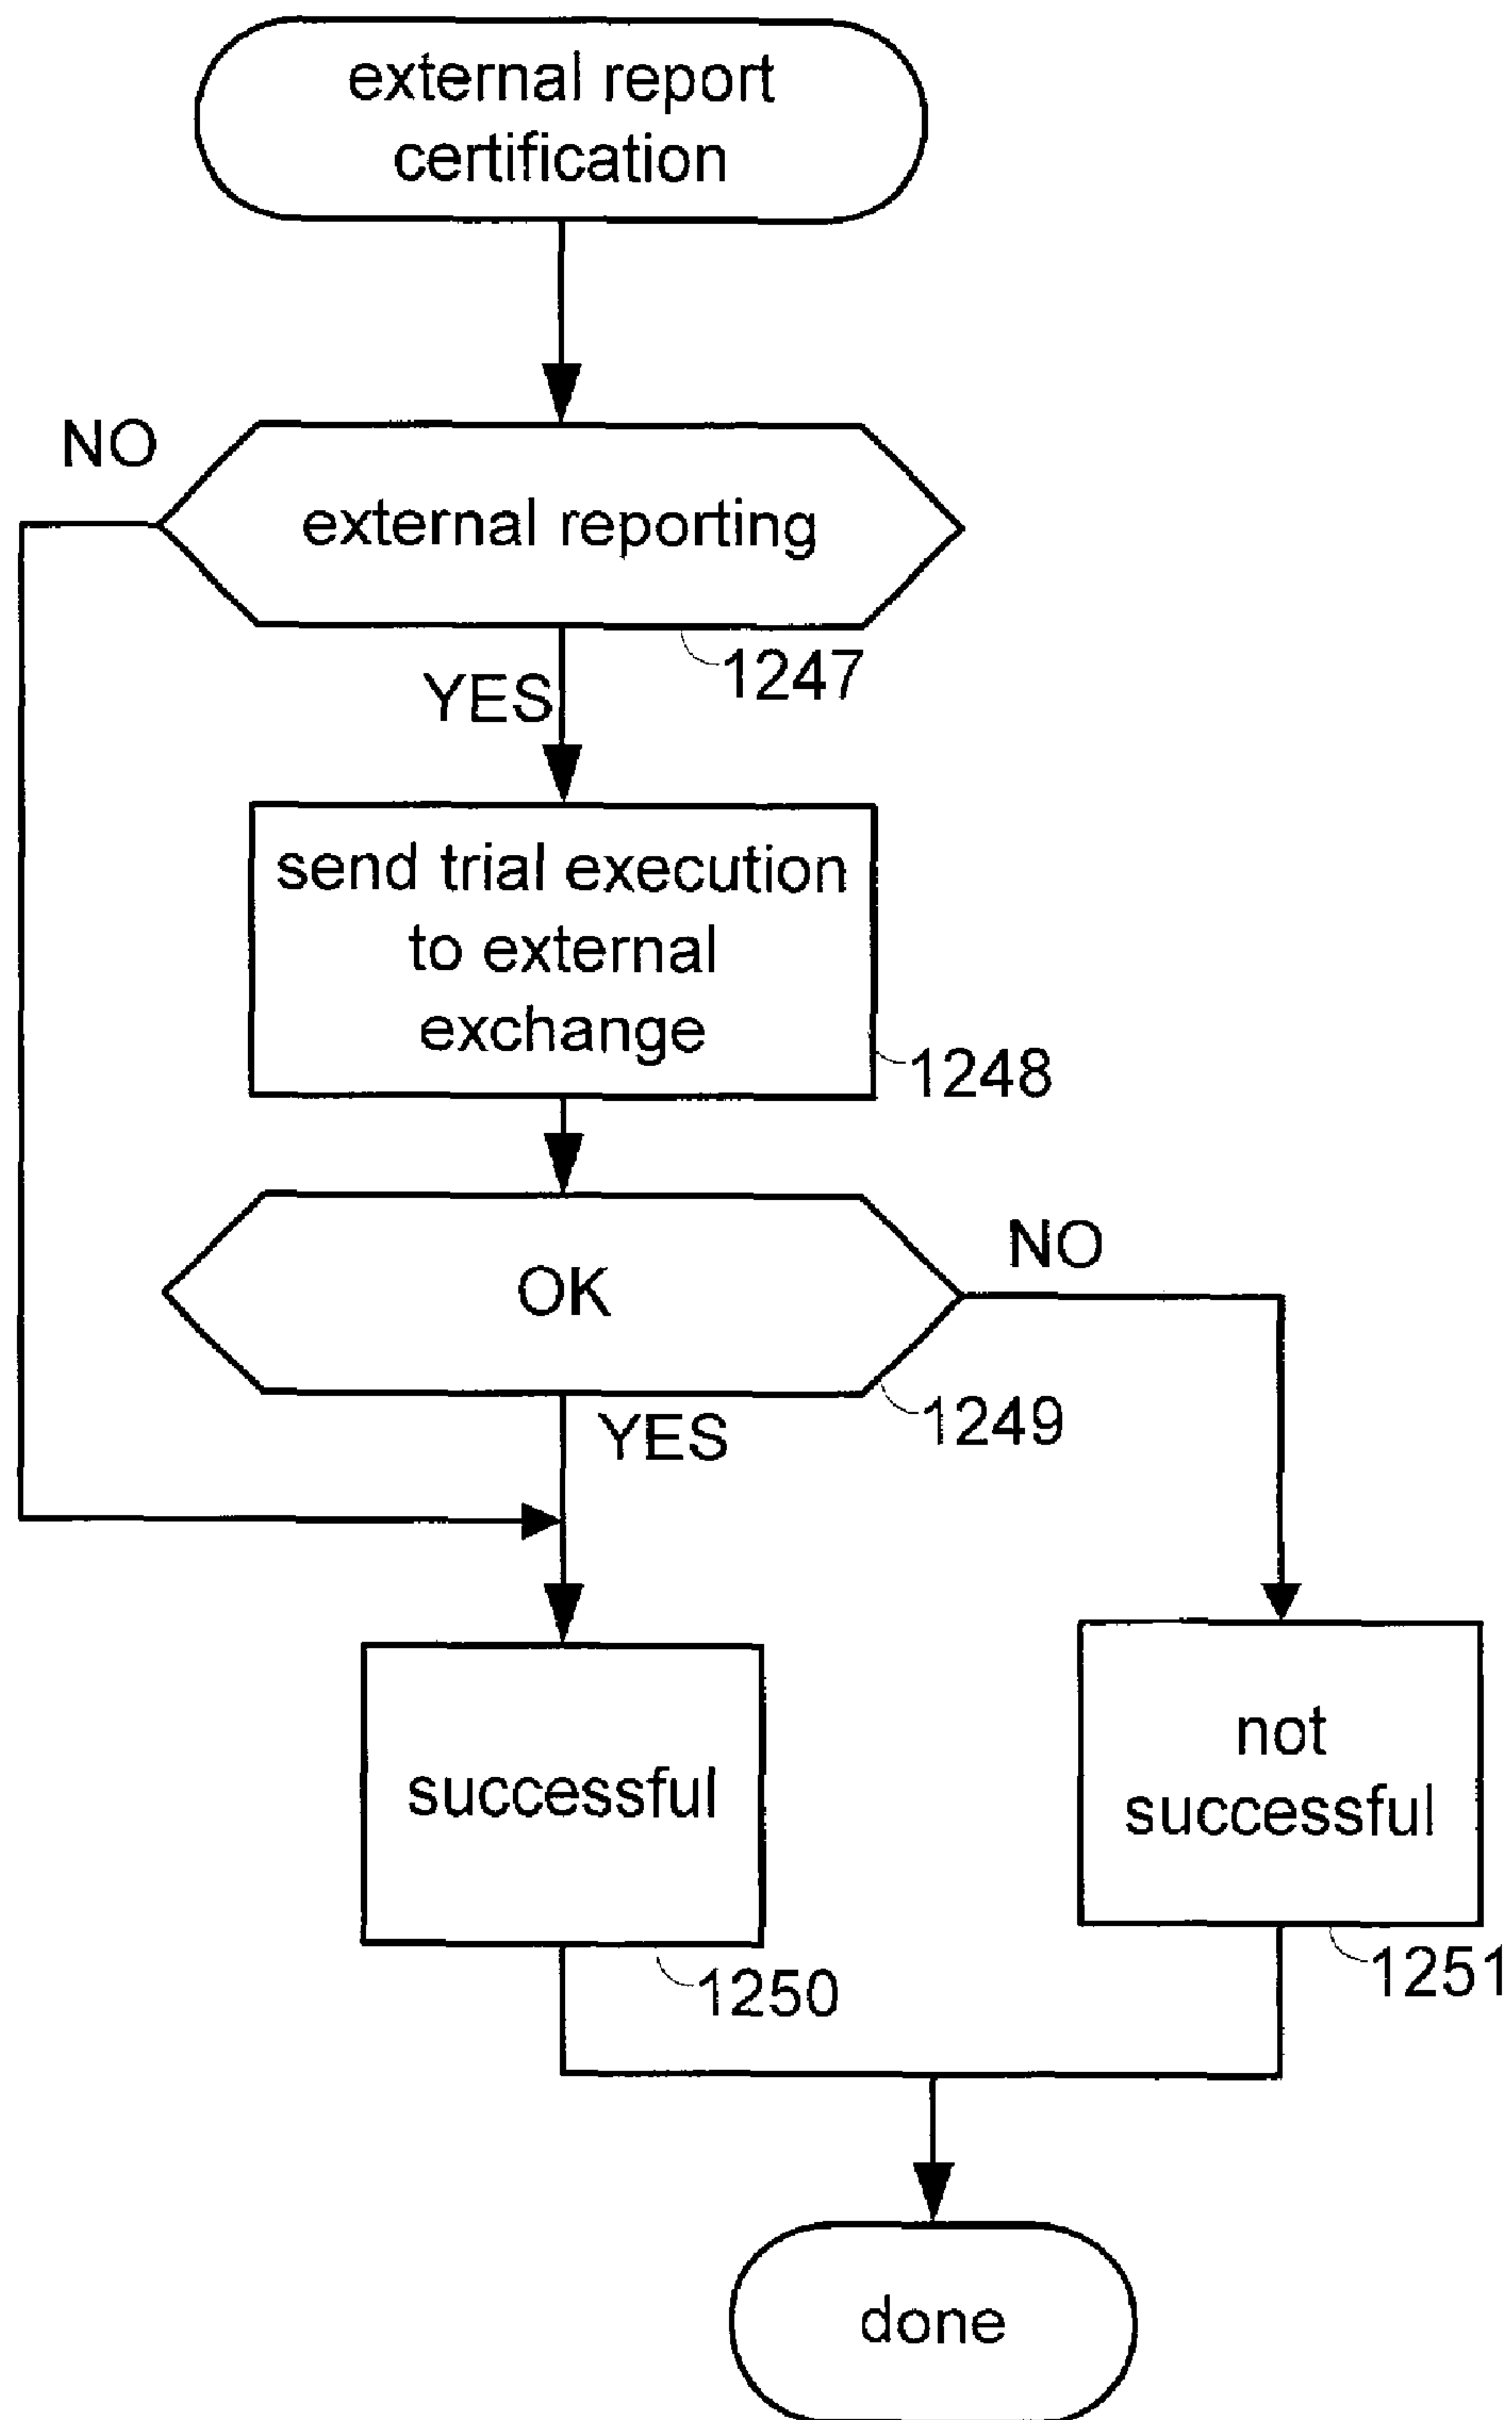 external report
certification
NO
external reporting
1247
YES
send trial execution
to external
exchange
1248
OK
NO
1249
YES
successful
1250
not
successful
1251
done